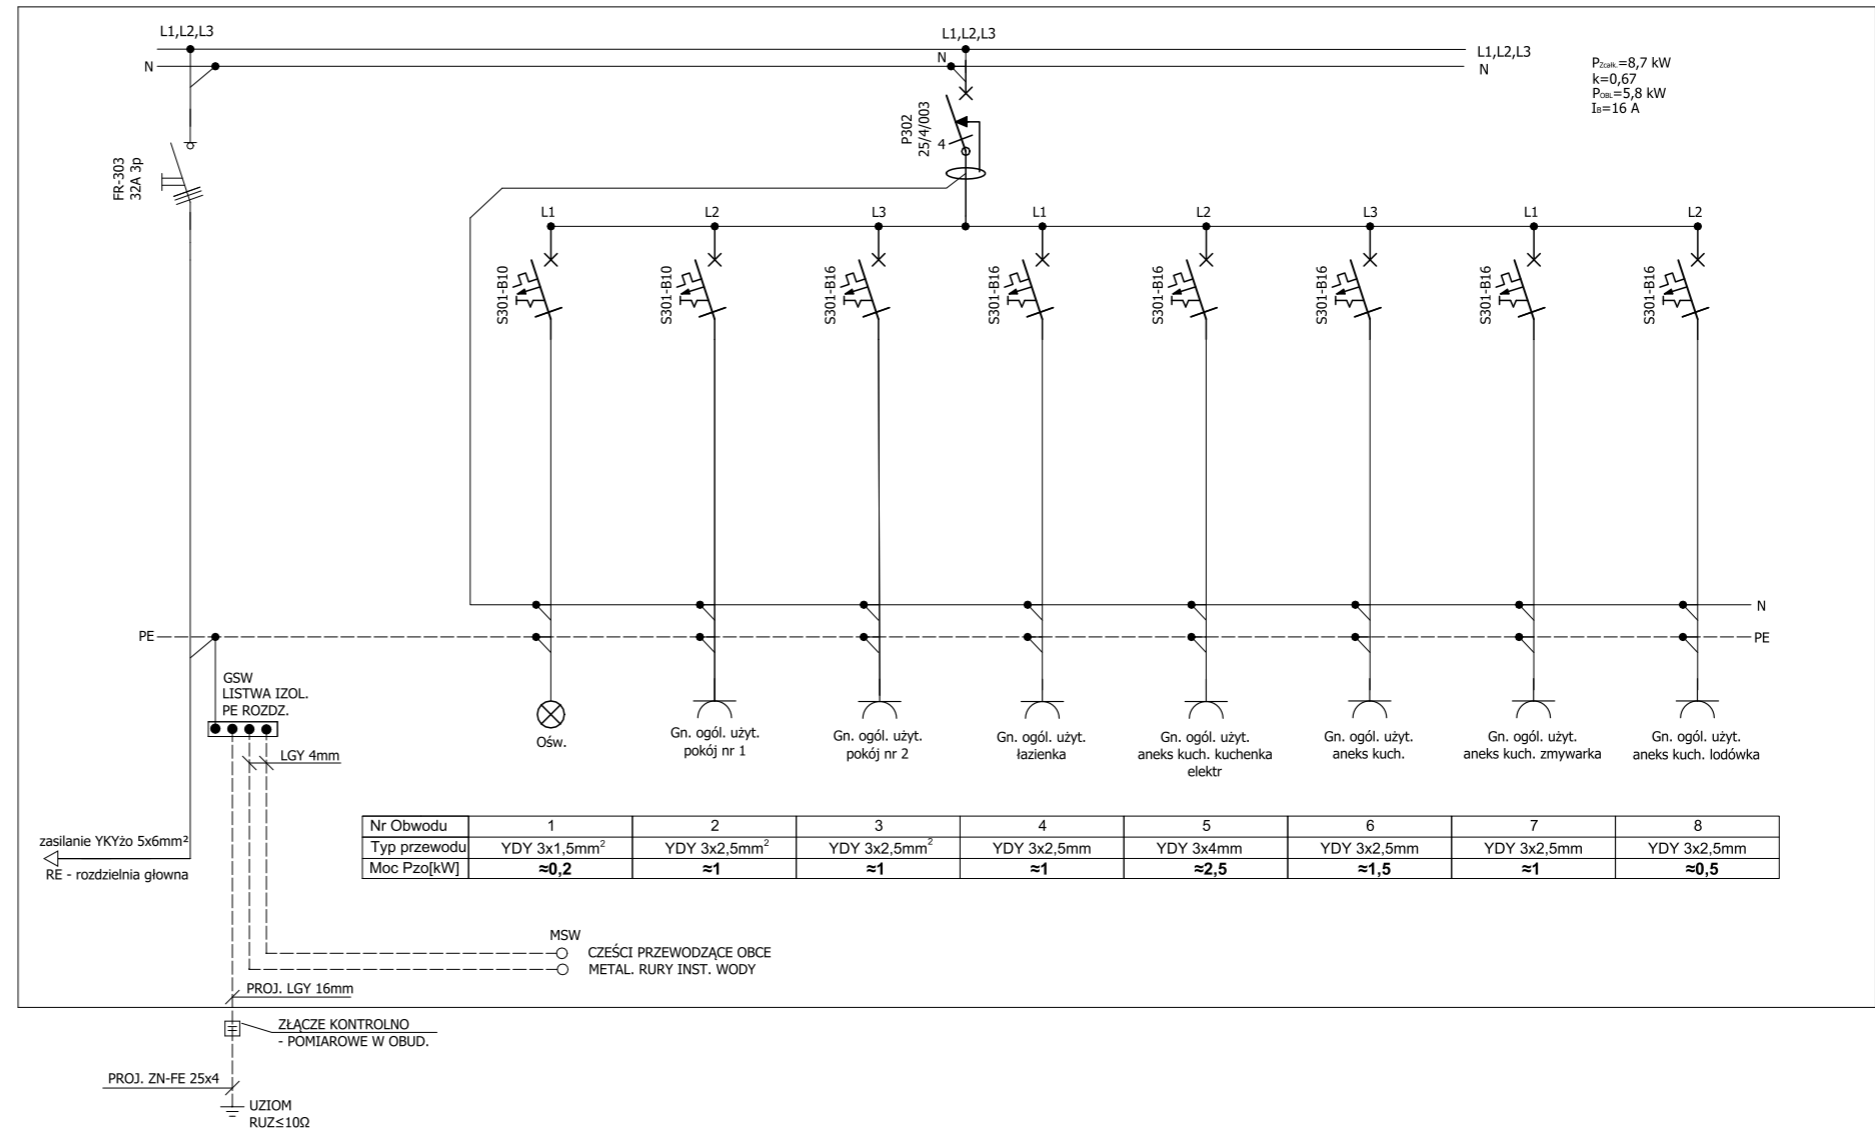 L1,L2,L3
N
L1,L2,L3
N
L1,L2,L3
N
PZcałk.=8,7 kW
k=0,67
POBL=5,8 kW
IB=16 A
FR-303
32A 3p
P302
25/4/003
4
L1
L2
L3
L1
L2
L3
L1
L2
S301-B10
S301-B10
S301-B16
S301-B16
S301-B16
S301-B16
S301-B16
S301-B16
N
PE
PE
GSW
LISTWA IZOL.
PE ROZDZ.
LGY 4mm
Ośw.
Gn. ogól. użyt.
pokój nr 1
Gn. ogól. użyt.
pokój nr 2
Gn. ogól. użyt.
łazienka
Gn. ogól. użyt.
aneks kuch. kuchenka
elektr
Gn. ogól. użyt.
aneks kuch.
Gn. ogól. użyt.
aneks kuch. zmywarka
Gn. ogól. użyt.
aneks kuch. lodówka
Nr Obwodu 1 2 3 4 5 6 7 8
Typ przewodu YDY 3x1,5mm² YDY 3x2,5mm² YDY 3x2,5mm² YDY 3x2,5mm YDY 3x4mm YDY 3x2,5mm YDY 3x2,5mm YDY 3x2,5mm
Moc Pzo[kW] ≈0,2 ≈1 ≈1 ≈1 ≈2,5 ≈1,5 ≈1 ≈0,5
zasilanie YKYżo 5x6mm²
RE - rozdzielnia głowna
MSW
CZEŚCI PRZEWODZĄCE OBCE
METAL. RURY INST. WODY
PROJ. LGY 16mm
ZŁĄCZE KONTROLNO
- POMIAROWE W OBUD.
PROJ. ZN-FE 25x4
UZIOM
RUZ≤10Ω